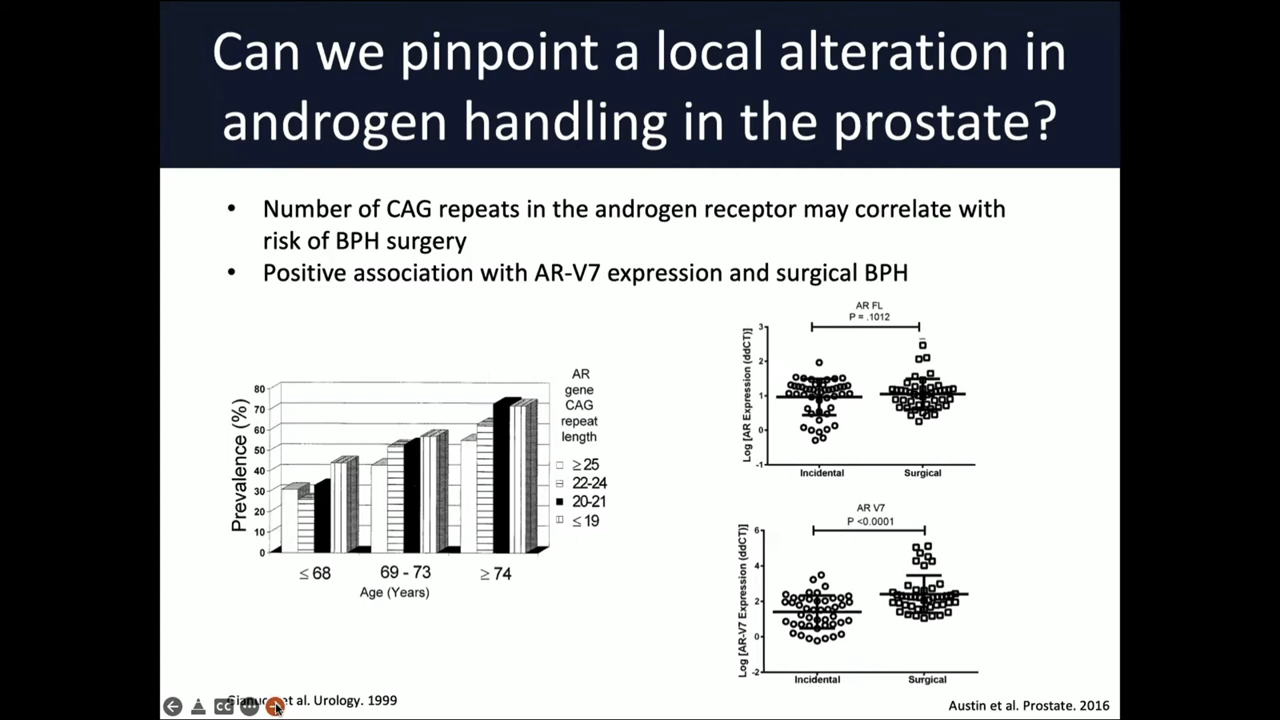 Can we pinpoint a local alteration in
androgen handling in the prostate?
• Number of CAG repeats in the androgen receptor may correlate with
risk of BPH surgery
• Positive association with AR-V7 expression and surgical BPH
Prevalence (%)
80
70
60
50
40
30
20
10
0
≤ 68
69 - 73
≥ 74
Age (Years)
AR
gene
CAG
repeat
length
≥ 25
22-24
20-21
≤ 19
AR FL
P = .1012
Log [AR Expression (ddCT)]
3
2
1
0
-1
Incidental
Surgical
AR V7
P <0.0001
Log [AR-V7 Expression (ddCT)]
6
4
2
0
-2
Incidental
Surgical
et al. Urology. 1999
CC
Austin et al. Prostate. 2016